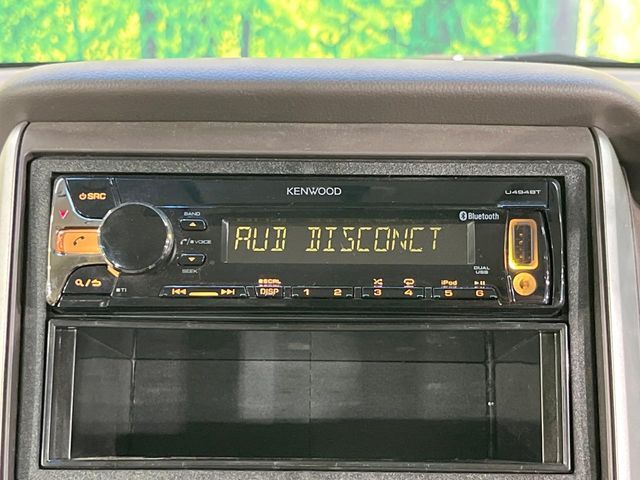 SRC
KENWOOD
U494BT
BAND
Bluetooth
VOICE
AUD DISCONCT
SEEK
DUAL
USB
DISP
1 2 3 4
iPod
5 6